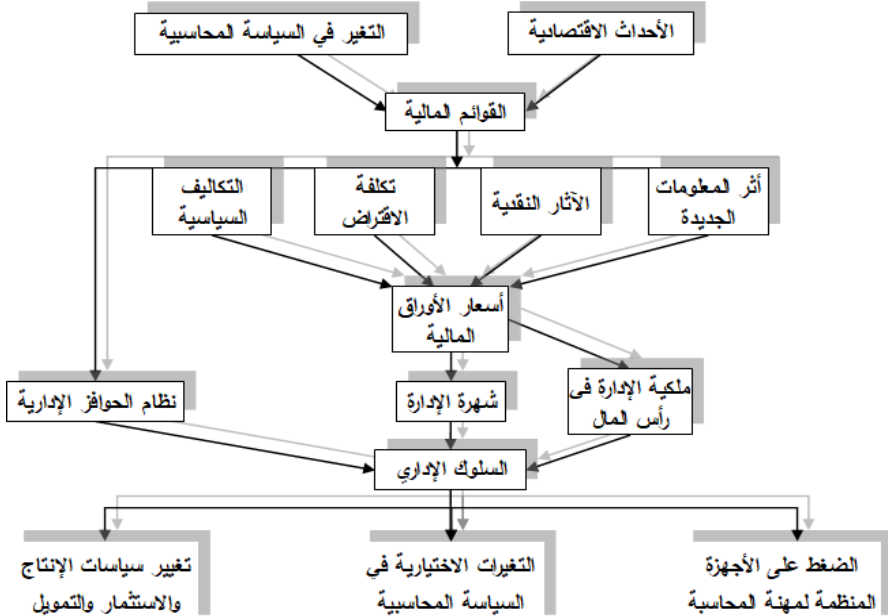 الأحداث الاقتصادية
التغير في السياسة المحاسبية
القوائم المالية
أثر المعلومات
الجديدة
الآثار النقدية
تكلفة
الاقتراض
التكاليف
السياسية
أسعار الأوراق
المالية
ملكية الإدارة فى
رأس المال
شهرة الإدارة
نظام الحوافز الإدارية
السلوك الإداري
الضغط على الأجهزة
المنظمة لمهنة المحاسبة
التغيرات الاختيارية في
السياسة المحاسبية
تغيير سياسات الإنتاج
والاستثمار والتمويل